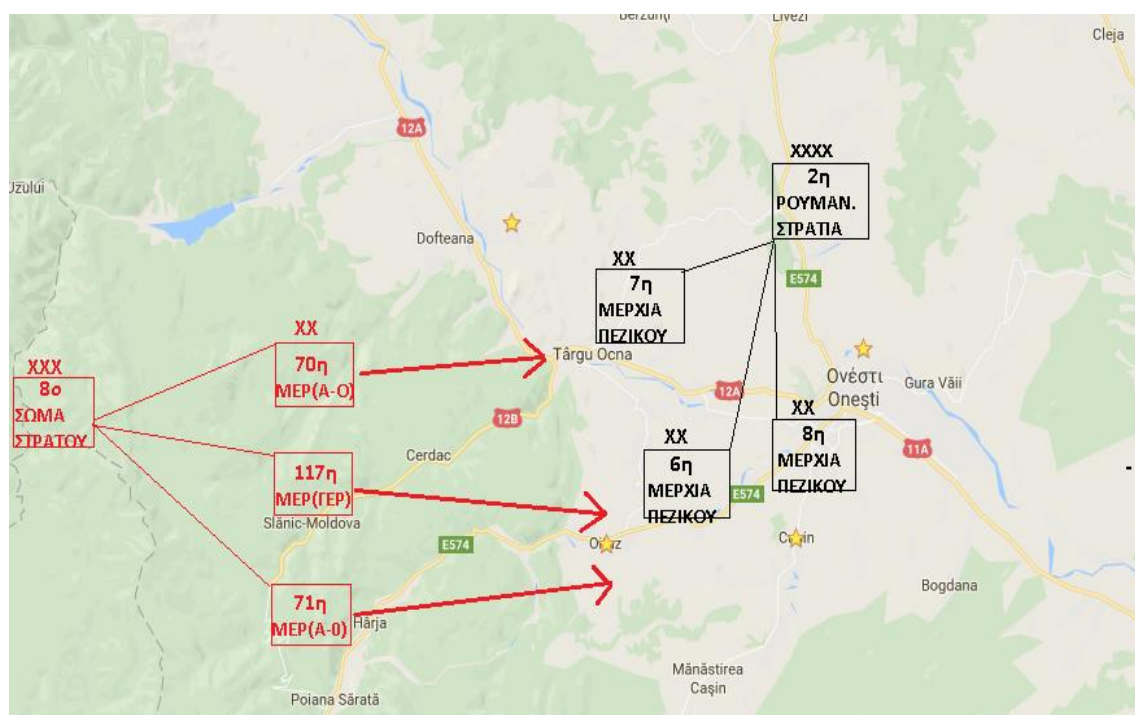 Berzunți
Livezi
Cleja
12A
Uzului
XXXX
2η
ΡΟΥΜΑΝ.
ΣΤΡΑΤΙΑ
Dofteana
XX
7η
ΜΕΡΧΙΑ
ΠΕΖΙΚΟΥ
E574
XX
70η
ΜΕΡ(Α-Ο)
Târgu Ocna
XXX
8ο
ΣΩΜΑ
ΣΤΡΑΤΟΥ
12A
Ονέστι
Onești
Gura Văii
12B
XX
8η
ΜΕΡΧΙΑ
ΠΕΖΙΚΟΥ
11A
Cerdac
XX
6η
ΜΕΡΧΙΑ
ΠΕΖΙΚΟΥ
E574
117η
ΜΕΡ(ΓΕΡ)
Slănic-Moldova
E574
71η
ΜΕΡ(Α-0)
Hârja
Bogdana
Mănăstirea
Cașin
Poiana Sărată